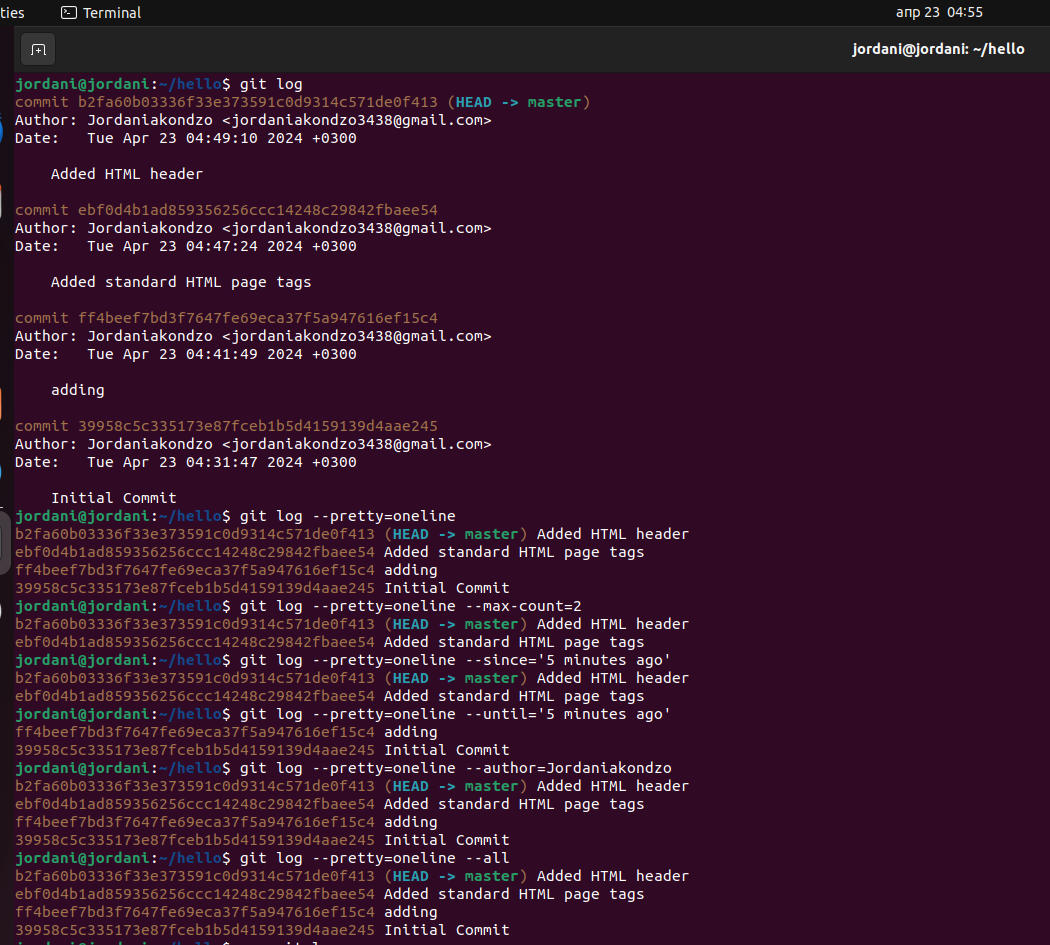 ties
Terminal
апр 23 04:55
jordani@jordani: ~/hello
jordani@jordani:~/hello$ git log
commit b2fa60b03336f33e373591c0d9314c571de0f413 (HEAD -> master)
Author: Jordaniakondzo <jordaniakondzo3438@gmail.com>
Date:   Tue Apr 23 04:49:10 2024 +0300
    Added HTML header
commit ebf0d4b1ad859356256ccc14248c29842fbaee54
Author: Jordaniakondzo <jordaniakondzo3438@gmail.com>
Date:   Tue Apr 23 04:47:24 2024 +0300
    Added standard HTML page tags
commit ff4beef7bd3f7647fe69eca37f5a947616ef15c4
Author: Jordaniakondzo <jordaniakondzo3438@gmail.com>
Date:   Tue Apr 23 04:41:49 2024 +0300
    adding
commit 39958c5c335173e87fceb1b5d4159139d4aae245
Author: Jordaniakondzo <jordaniakondzo3438@gmail.com>
Date:   Tue Apr 23 04:31:47 2024 +0300
    Initial Commit
jordani@jordani:~/hello$ git log --pretty=oneline
b2fa60b03336f33e373591c0d9314c571de0f413 (HEAD -> master) Added HTML header
ebf0d4b1ad859356256ccc14248c29842fbaee54 Added standard HTML page tags
ff4beef7bd3f7647fe69eca37f5a947616ef15c4 adding
39958c5c335173e87fceb1b5d4159139d4aae245 Initial Commit
jordani@jordani:~/hello$ git log --pretty=oneline --max-count=2
b2fa60b03336f33e373591c0d9314c571de0f413 (HEAD -> master) Added HTML header
ebf0d4b1ad859356256ccc14248c29842fbaee54 Added standard HTML page tags
jordani@jordani:~/hello$ git log --pretty=oneline --since='5 minutes ago'
b2fa60b03336f33e373591c0d9314c571de0f413 (HEAD -> master) Added HTML header
ebf0d4b1ad859356256ccc14248c29842fbaee54 Added standard HTML page tags
jordani@jordani:~/hello$ git log --pretty=oneline --until='5 minutes ago'
ff4beef7bd3f7647fe69eca37f5a947616ef15c4 adding
39958c5c335173e87fceb1b5d4159139d4aae245 Initial Commit
jordani@jordani:~/hello$ git log --pretty=oneline --author=Jordaniakondzo
b2fa60b03336f33e373591c0d9314c571de0f413 (HEAD -> master) Added HTML header
ebf0d4b1ad859356256ccc14248c29842fbaee54 Added standard HTML page tags
ff4beef7bd3f7647fe69eca37f5a947616ef15c4 adding
39958c5c335173e87fceb1b5d4159139d4aae245 Initial Commit
jordani@jordani:~/hello$ git log --pretty=oneline --all
b2fa60b03336f33e373591c0d9314c571de0f413 (HEAD -> master) Added HTML header
ebf0d4b1ad859356256ccc14248c29842fbaee54 Added standard HTML page tags
ff4beef7bd3f7647fe69eca37f5a947616ef15c4 adding
39958c5c335173e87fceb1b5d4159139d4aae245 Initial Commit